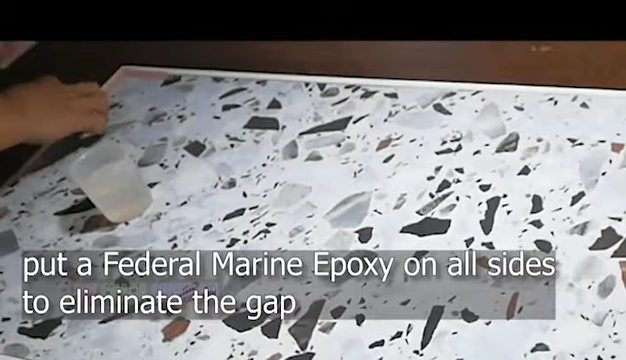 put a Federal Marine Epoxy on all sides
to eliminate the gap